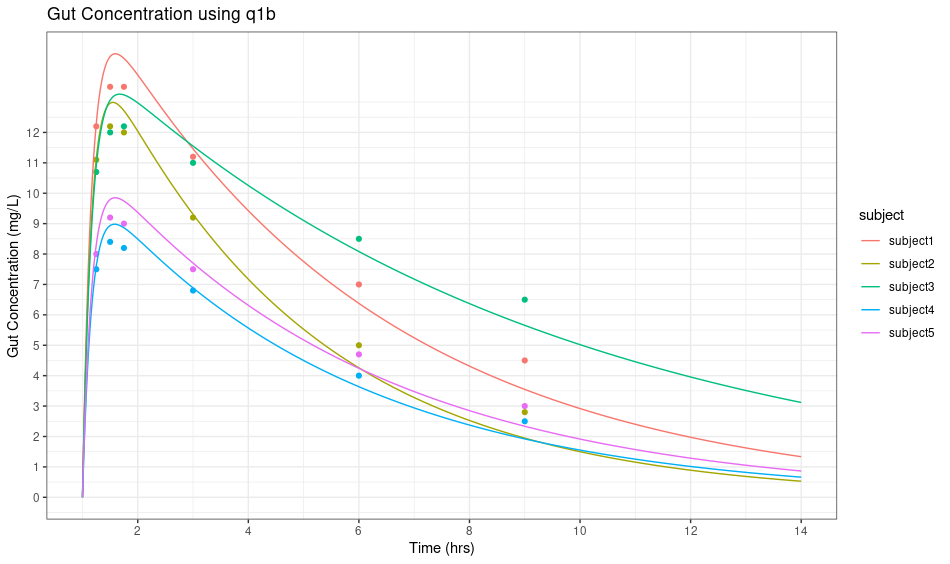 Gut Concentration using q1b
Gut Concentration (mg/L)
12
11
10
9
8
7
6
5
4
3
2
1
0
2 4 6 8 10 12 14
Time (hrs)
subject
subject1
subject2
subject3
subject4
subject5